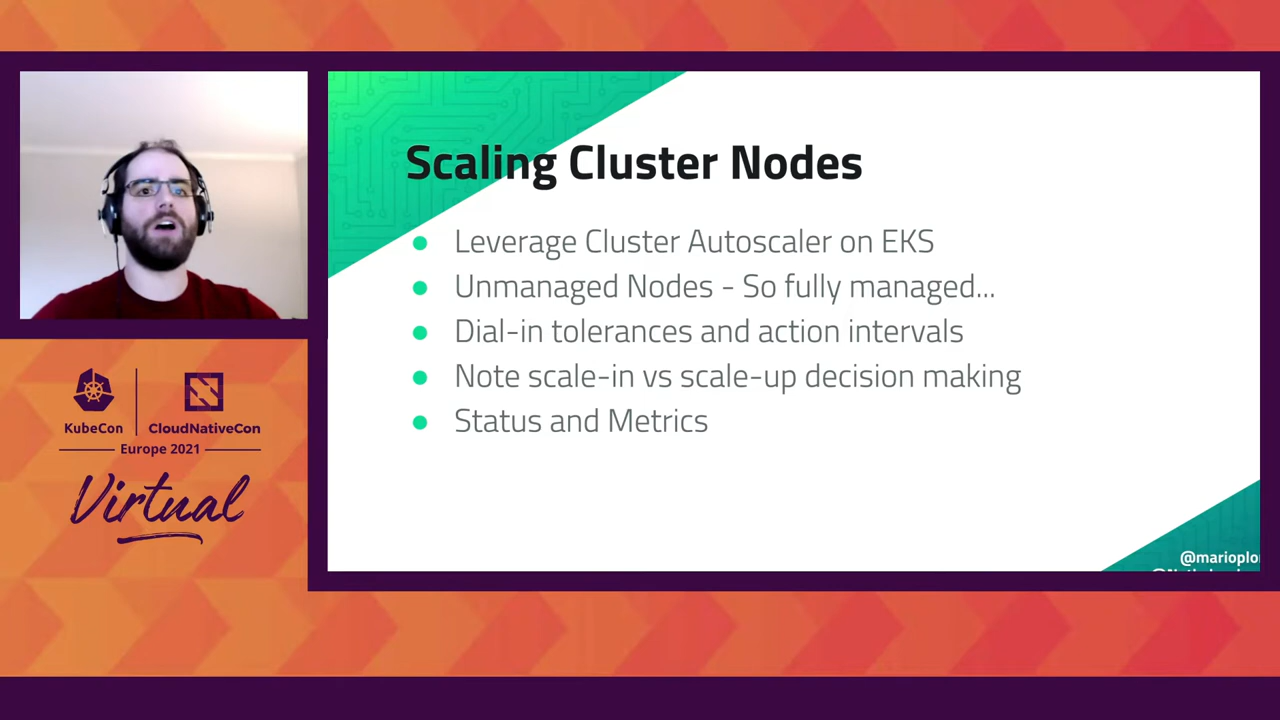 Scaling Cluster Nodes
Leverage Cluster Autoscaler on EKS
Unmanaged Nodes - So fully managed...
Dial-in tolerances and action intervals
Note scale-in vs scale-up decision making
Status and Metrics
@marioplo
KubeCon
CloudNativeCon
Europe 2021
Virtual